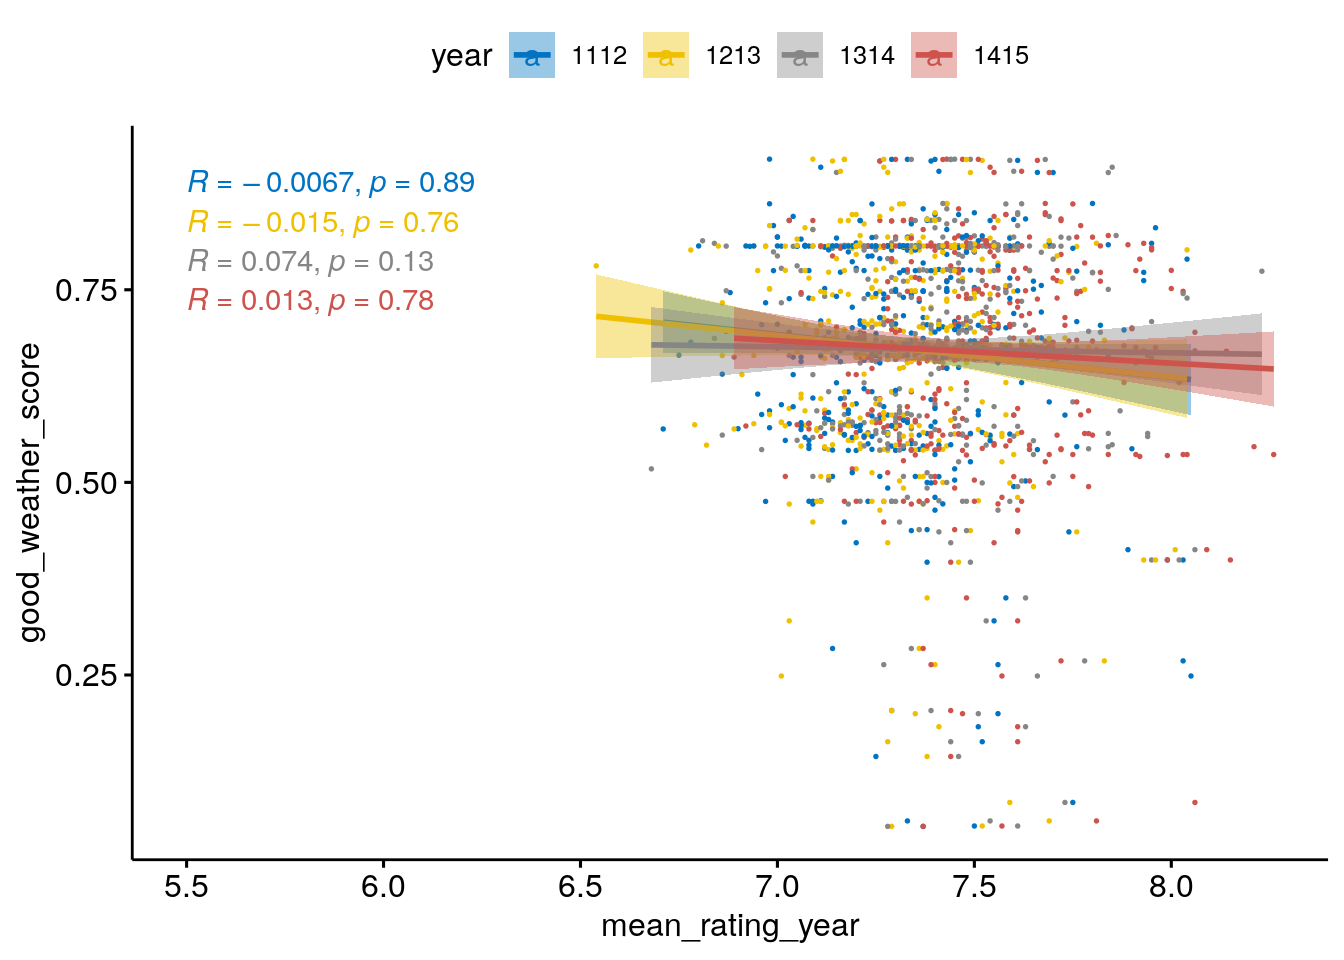 year a 1112 a 1213 a 1314 a 1415
R = −0.0067, p = 0.89
R = −0.015, p = 0.76
R = 0.074, p = 0.13
R = 0.013, p = 0.78
0.75
0.50
0.25
good_weather_score
5.5 6.0 6.5 7.0 7.5 8.0
mean_rating_year